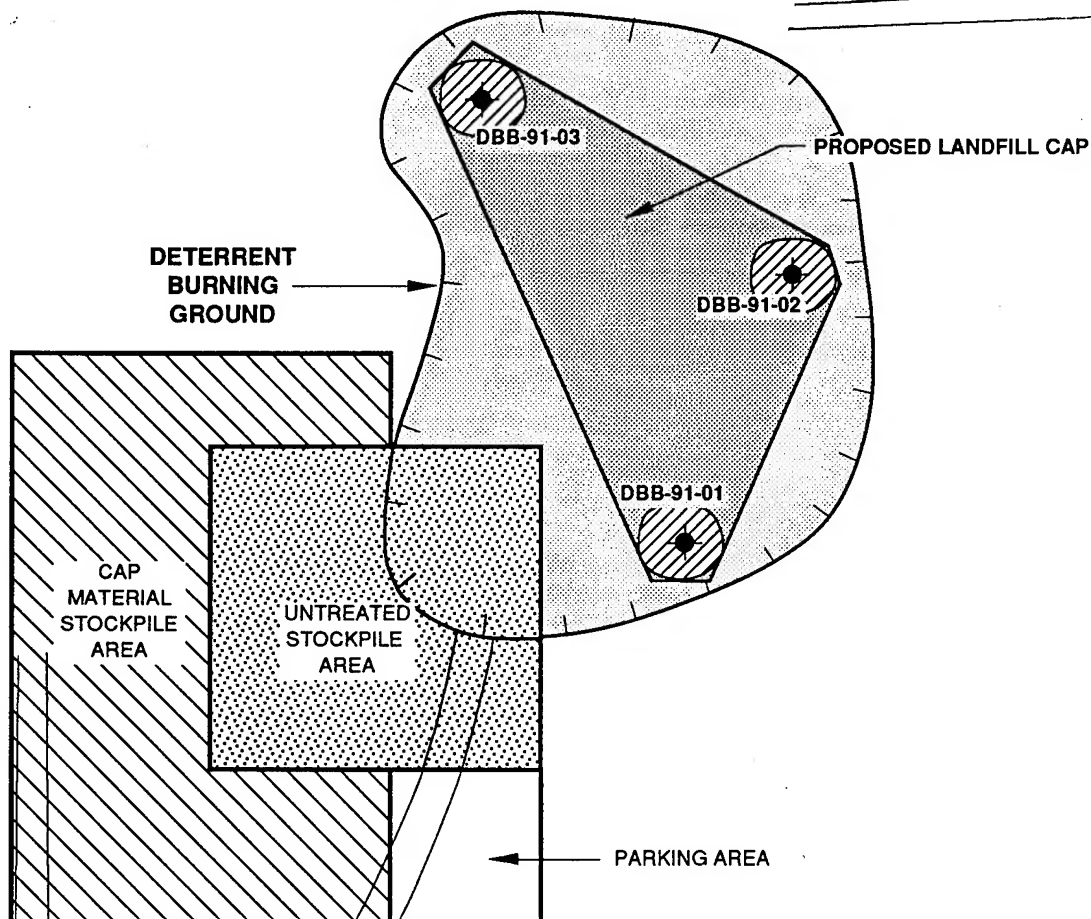 DBB-91-03
PROPOSED LANDFILL CAP
DETERRENT
BURNING
GROUND
DBB-91-02
DBB-91-01
CAP
MATERIAL
STOCKPILE
AREA
UNTREATED
STOCKPILE
AREA
PARKING AREA